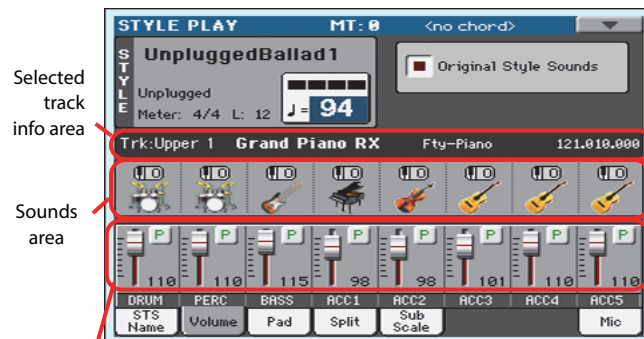 STYLE PLAY MT: 0 <no chord>
STYLE
UnpluggedBallad1
Original Style Sounds
Unplugged
Meter: 4/4 L: 12 ♩= 94
Selected
track
info area
Trk:Upper 1 Grand Piano RX Fty-Piano 121.010.000
Sounds
area
P P P P P P P P
110 110 115 98 98 101 110 110
DRUM PERC BASS ACC1 ACC2 ACC3 ACC4 ACC5
STS Name Volume Pad Split Sub Scale Mic